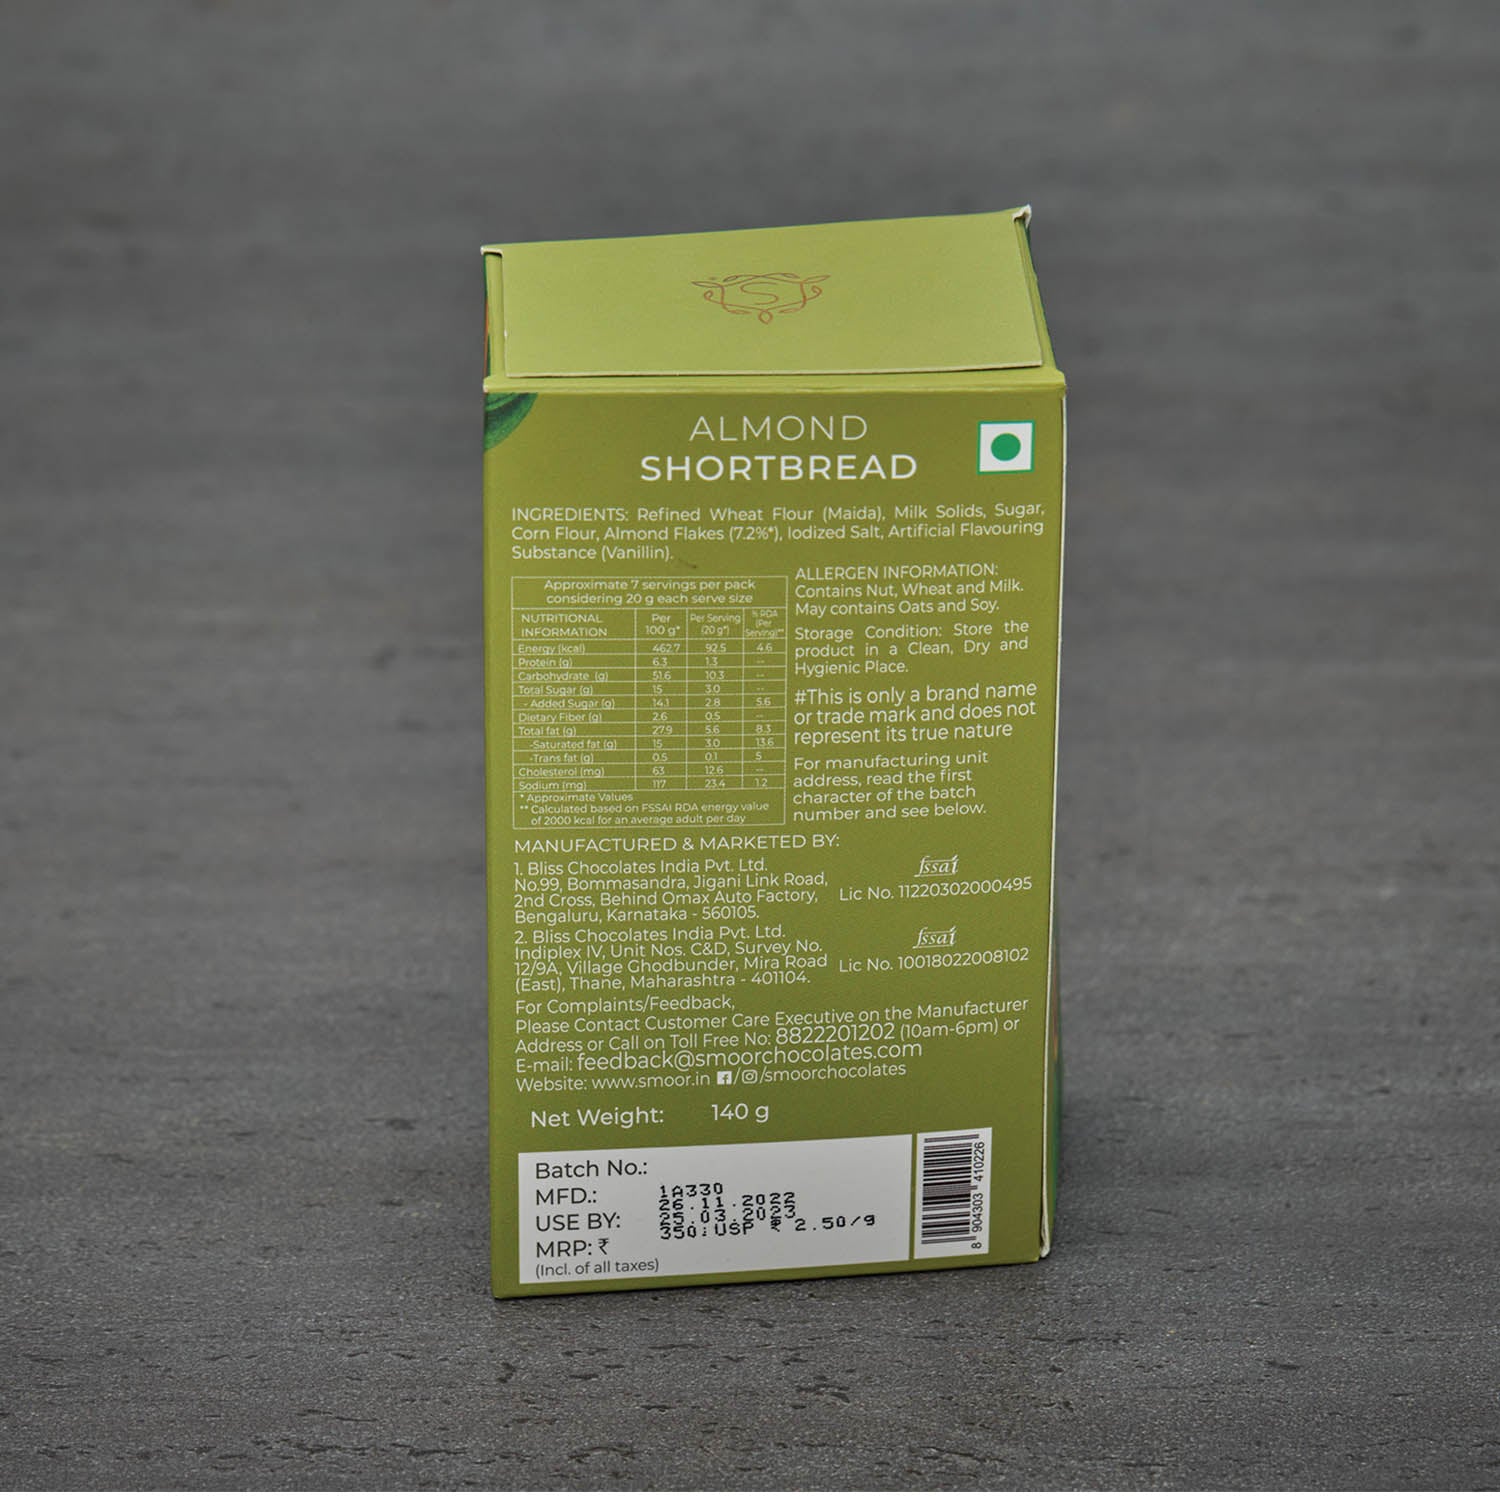 S
ALMOND
SHORTBREAD
INGREDIENTS: Refined Wheat Flour (Maida), Milk Solids, Sugar,
Corn Flour, Almond Flakes (7.2%*), Iodized Salt, Artificial Flavouring
Substance (Vanillin).
Approximate 7 servings per pack
considering 20 g each serve size
NUTRITIONAL INFORMATION Per 100 g* Per Serving (20 g*) % RDA (Per Serving)**
Energy (kcal) 462.7 92.5 4.6
Protein (g) 6.3 1.3 --
Carbohydrate (g) 51.6 10.3 --
Total Sugar (g) 15 3.0 --
- Added Sugar (g) 14.1 2.8 5.6
Dietary Fiber (g) 2.6 0.5 --
Total fat (g) 27.9 5.6 8.3
-Saturated fat (g) 15 3.0 13.6
-Trans fat (g) 0.5 0.1 5
Cholesterol (mg) 63 12.6 --
Sodium (mg) 117 23.4 1.2
* Approximate Values
** Calculated based on FSSAI RDA energy value
of 2000 kcal for an average adult per day
ALLERGEN INFORMATION:
Contains Nut, Wheat and Milk.
May contains Oats and Soy.
Storage Condition: Store the
product in a Clean, Dry and
Hygienic Place.
#This is only a brand name
or trade mark and does not
represent its true nature
For manufacturing unit
address, read the first
character of the batch
number and see below.
MANUFACTURED & MARKETED BY:
1. Bliss Chocolates India Pvt. Ltd.
No.99, Bommasandra, Jigani Link Road,
2nd Cross, Behind Omax Auto Factory,
Bengaluru, Karnataka - 560105.
fssai
Lic No. 11220302000495
2. Bliss Chocolates India Pvt. Ltd.
Indiplex IV, Unit Nos. C&D, Survey No.
12/9A, Village Ghodbunder, Mira Road
(East), Thane, Maharashtra - 401104.
fssai
Lic No. 10018022008102
For Complaints/Feedback,
Please Contact Customer Care Executive on the Manufacturer
Address or Call on Toll Free No: 8822201202 (10am-6pm) or
E-mail: feedback@smoorchocolates.com
Website: www.smoor.in /smoorchocolates
Net Weight: 140 g
Batch No.: 1A330
MFD.: 26.11.2022
USE BY: 25.03.2023
MRP: ₹ 350: USP ₹ 2.50/g
(Incl. of all taxes)
8 904303 410226